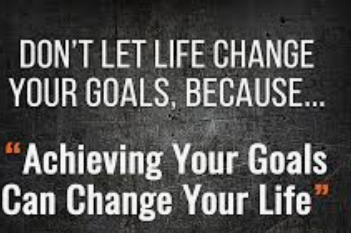 DON'T LET LIFE CHANGE
YOUR GOALS, BECAUSE...
“Achieving Your Goals
Can Change Your Life”